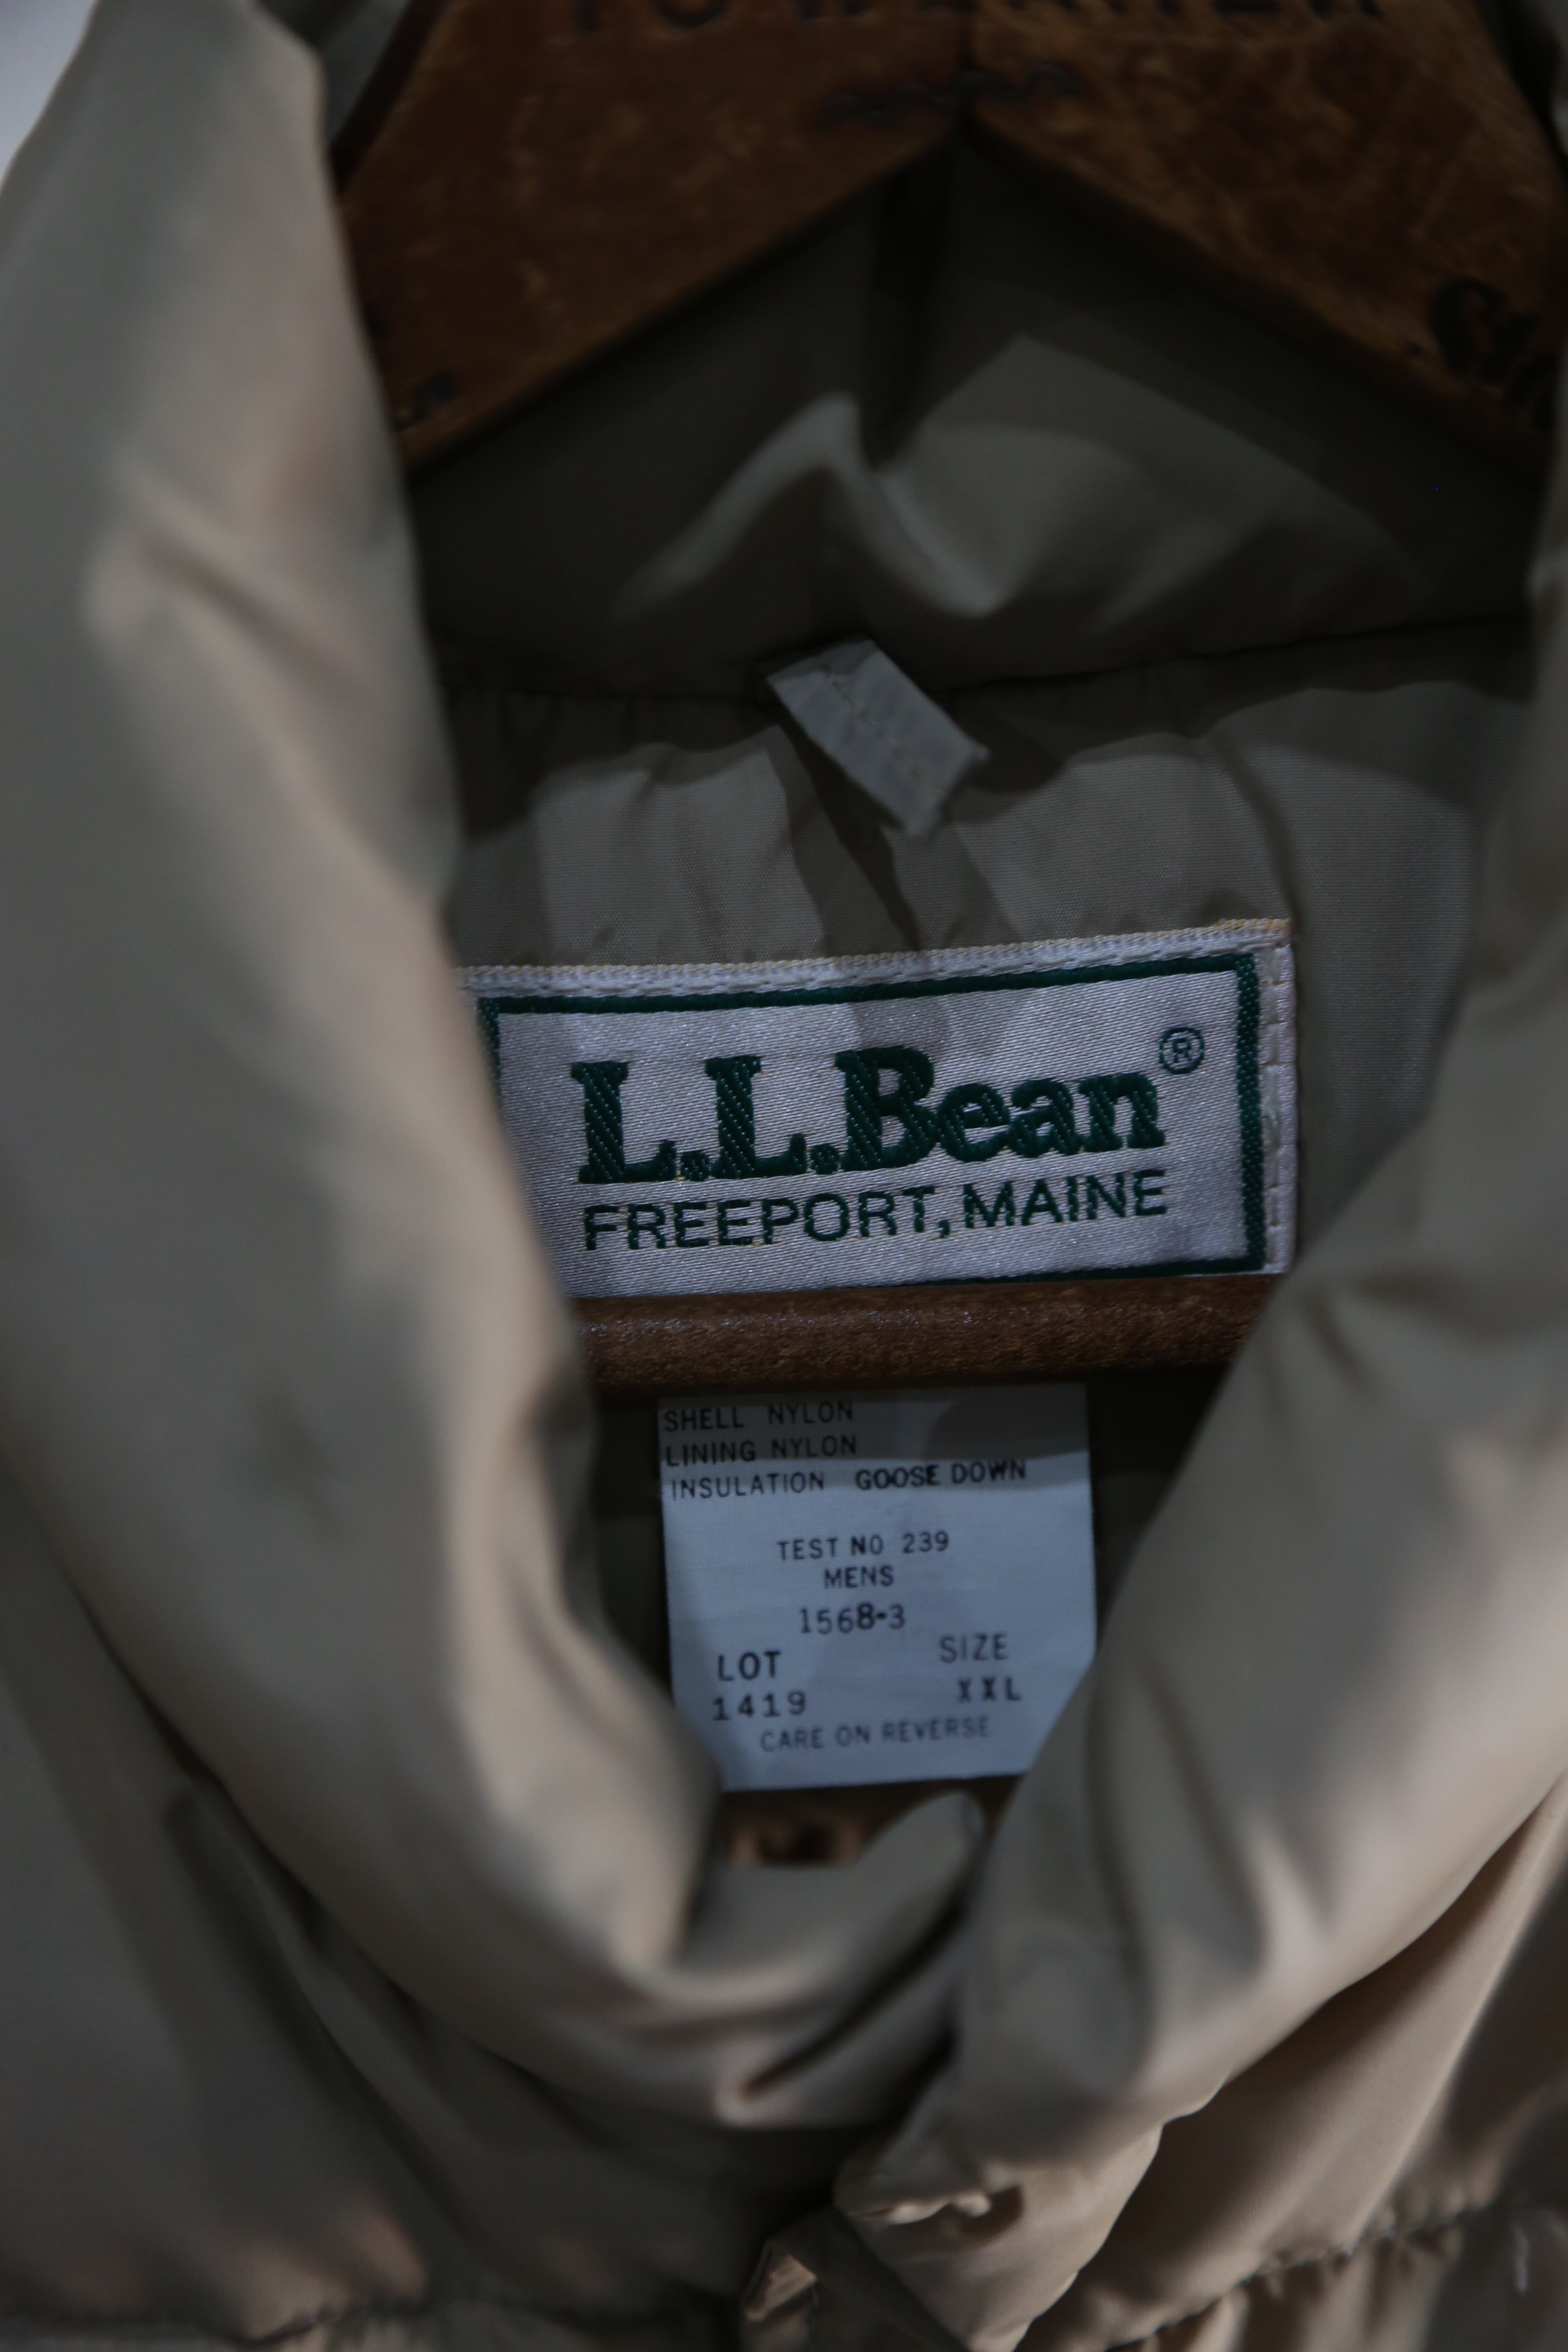 L.L.Bean®
FREEPORT, MAINE
SHELL NYLON
LINING NYLON
INSULATION GOOSE DOWN
TEST NO 239
MENS
1568-3
LOT SIZE
1419 XXL
CARE ON REVERSE